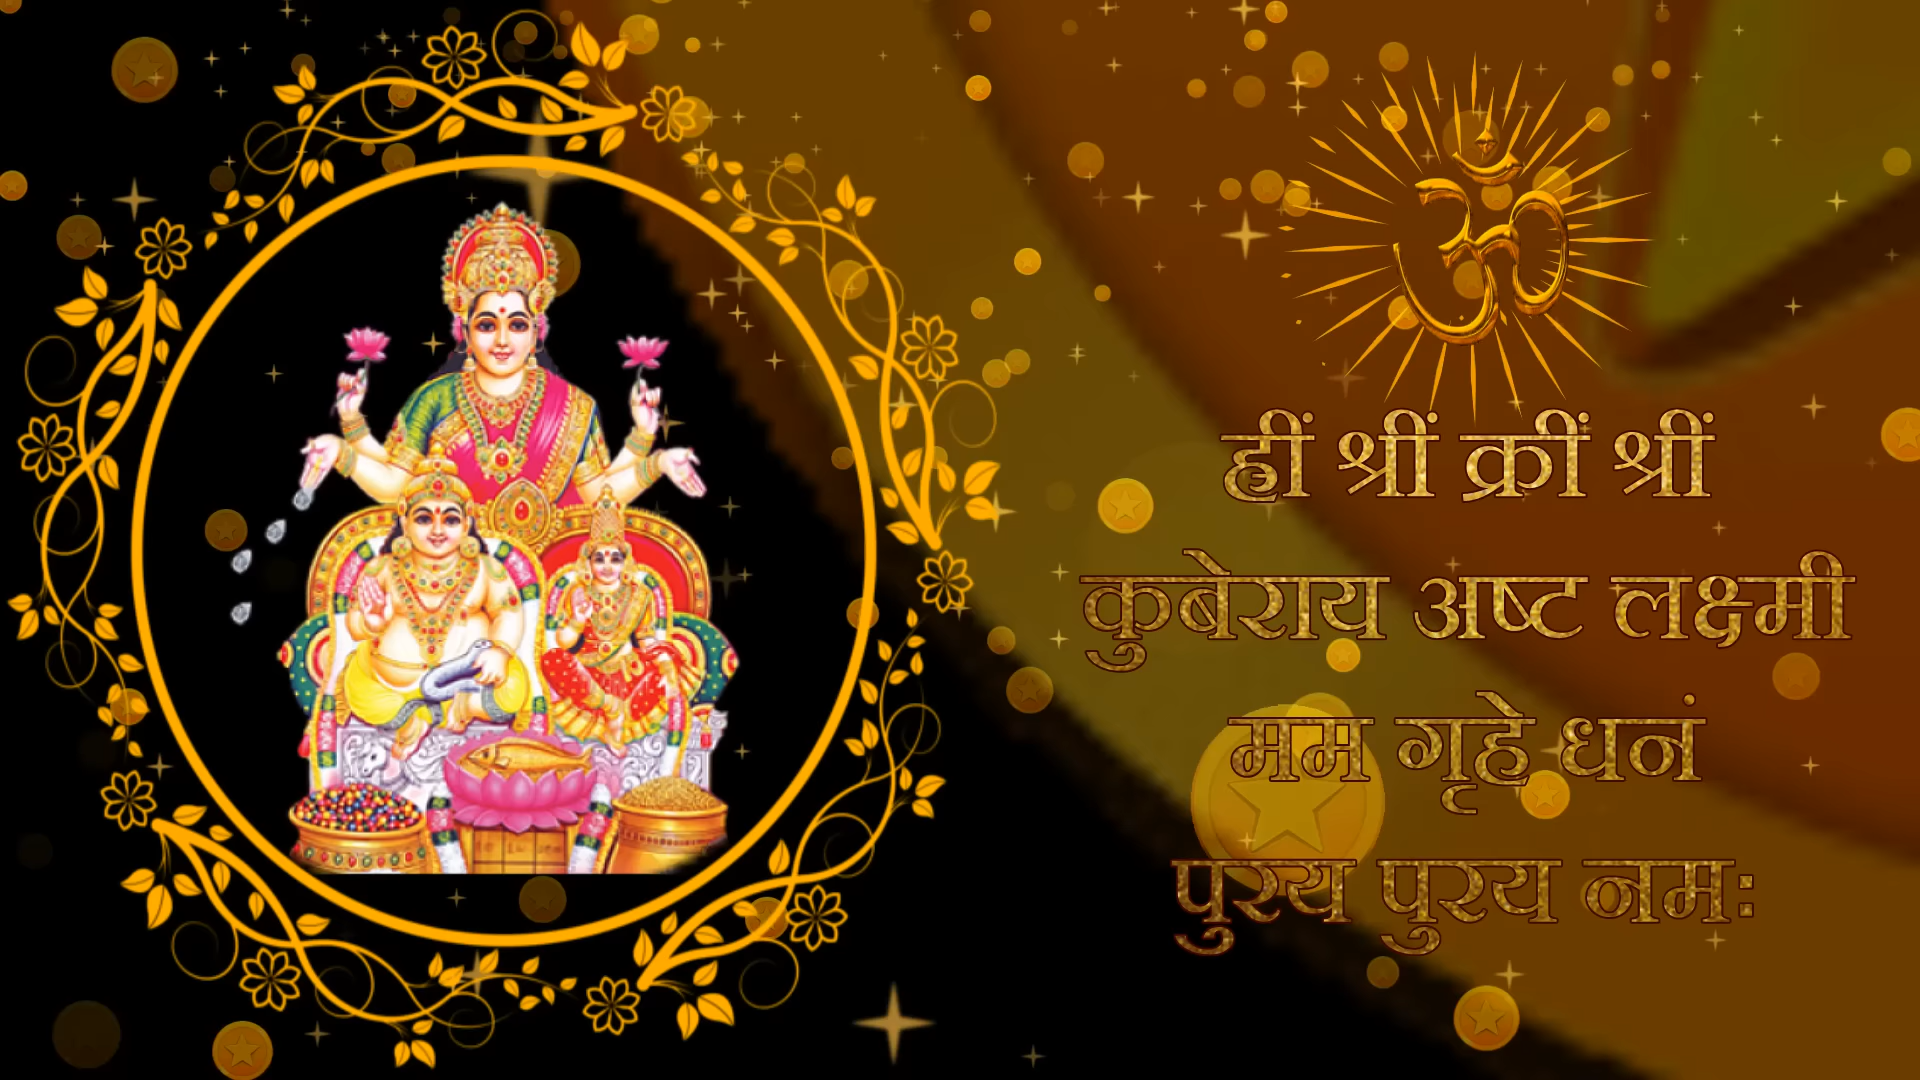 ॐ
ह्रीं श्रीं क्रीं श्रीं
कुबेराय अष्ट लक्ष्मी
मम गृहे धनं
पुरय पुरय नमः